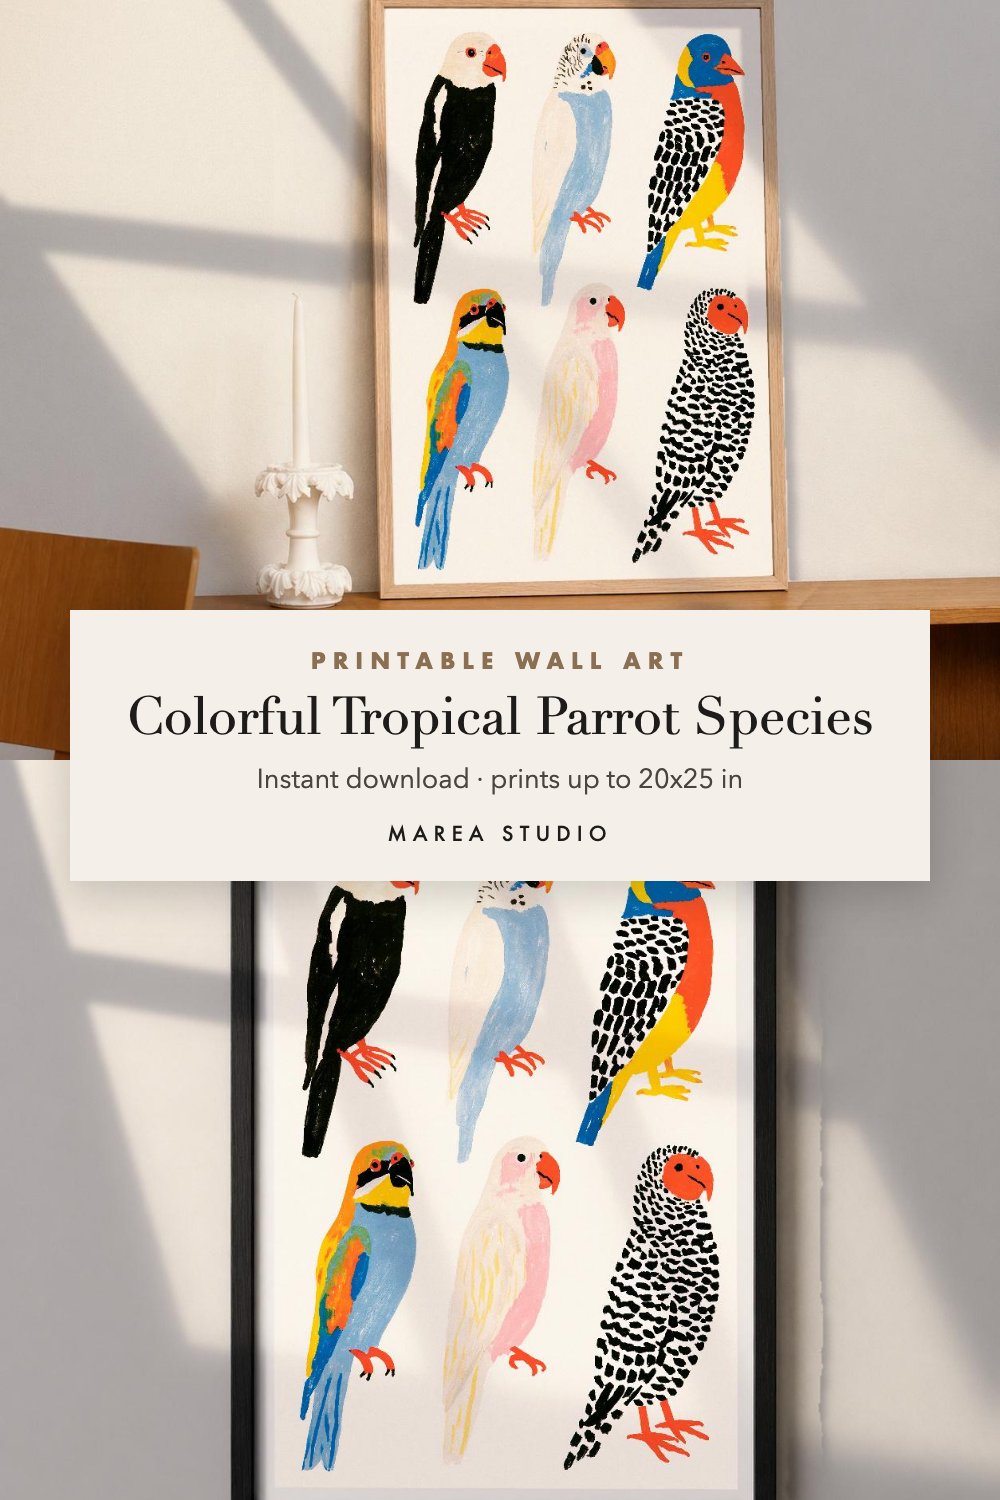 PRINTABLE WALL ART
Colorful Tropical Parrot Species
Instant download · prints up to 20x25 in
MAREA STUDIO